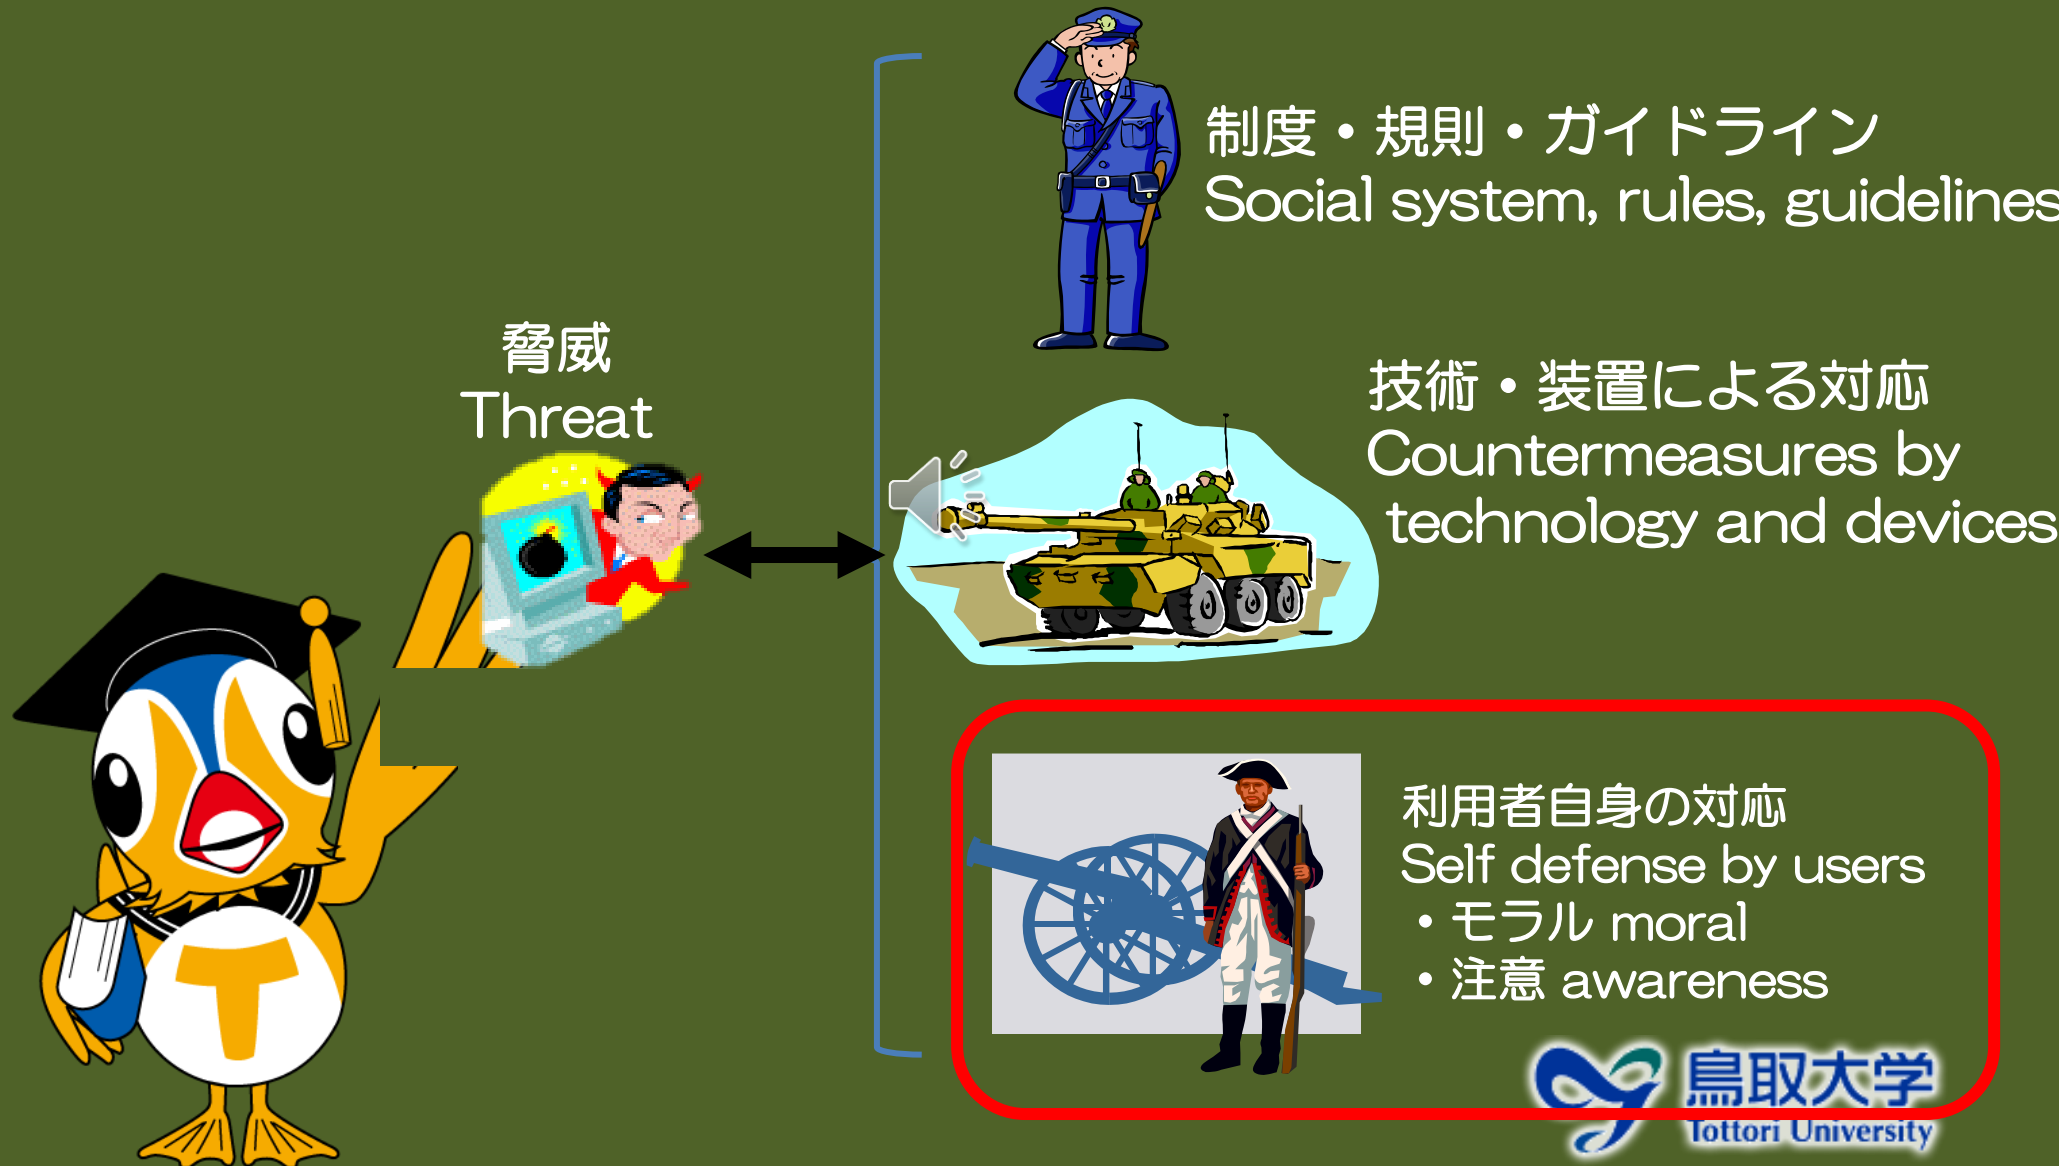 脅威
Threat
制度・規則・ガイドライン
Social system, rules, guidelines
技術・装置による対応
Countermeasures by
technology and devices
利用者自身の対応
Self defense by users
・モラル moral
・注意 awareness
T
鳥取大学
Tottori University